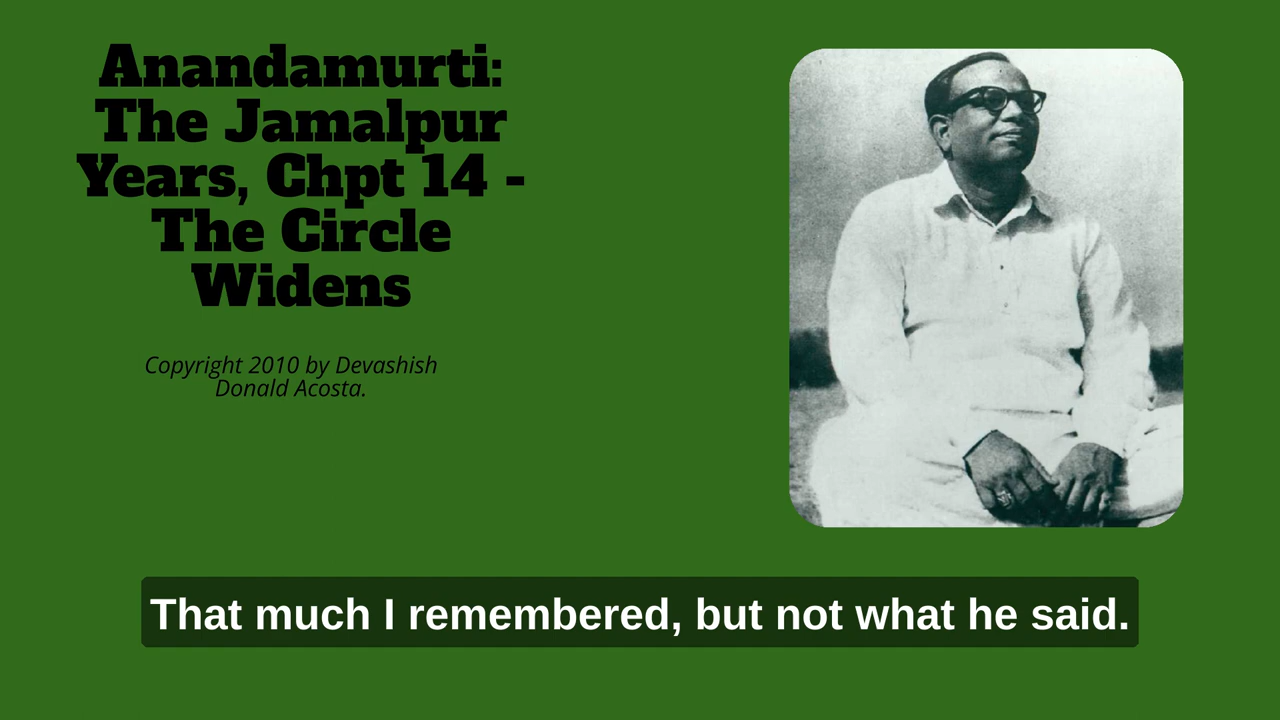 Anandamurti:
The Jamalpur
Years, Chpt 14 -
The Circle
Widens
Copyright 2010 by Devashish
Donald Acosta.
That much I remembered, but not what he said.